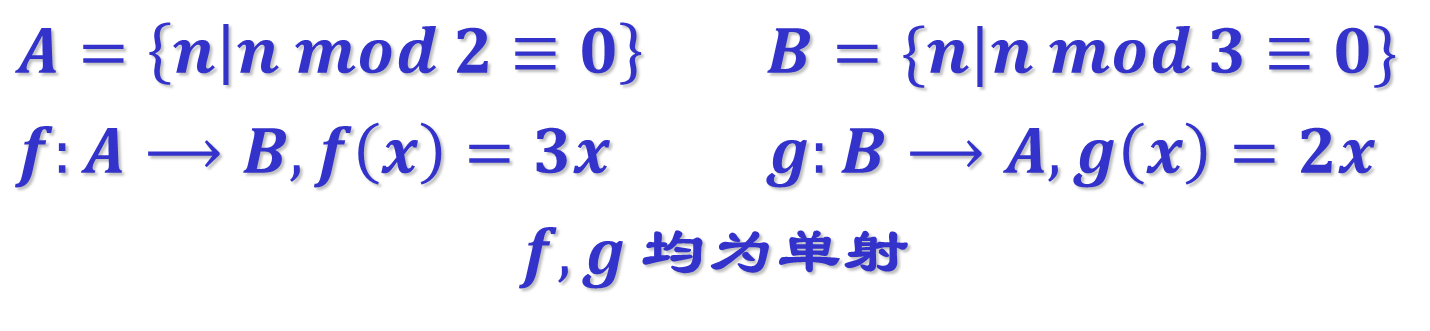 A = {n|n mod 2 ≡ 0} B = {n|n mod 3 ≡ 0}
f: A ⟶ B, f(x) = 3x g: B ⟶ A, g(x) = 2x
f, g 均为单射